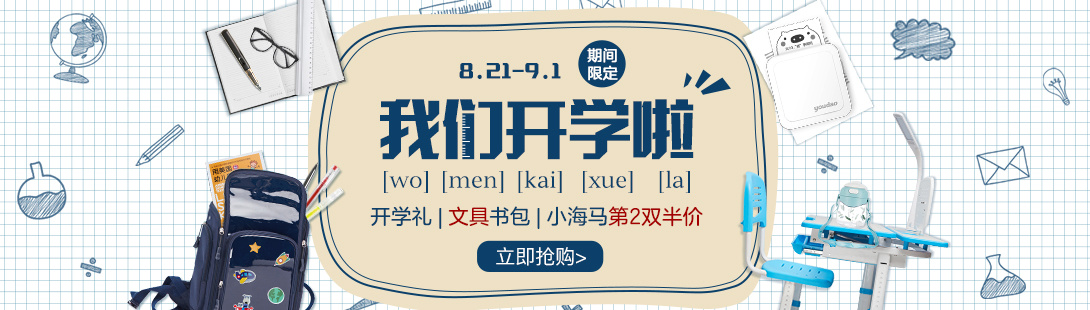 8.21-9.1
期间
限定
我们开学啦
[wo] [men] [kai] [xue] [la]
开学礼 | 文具书包 | 小海马第2双半价
立即抢购>
youdao